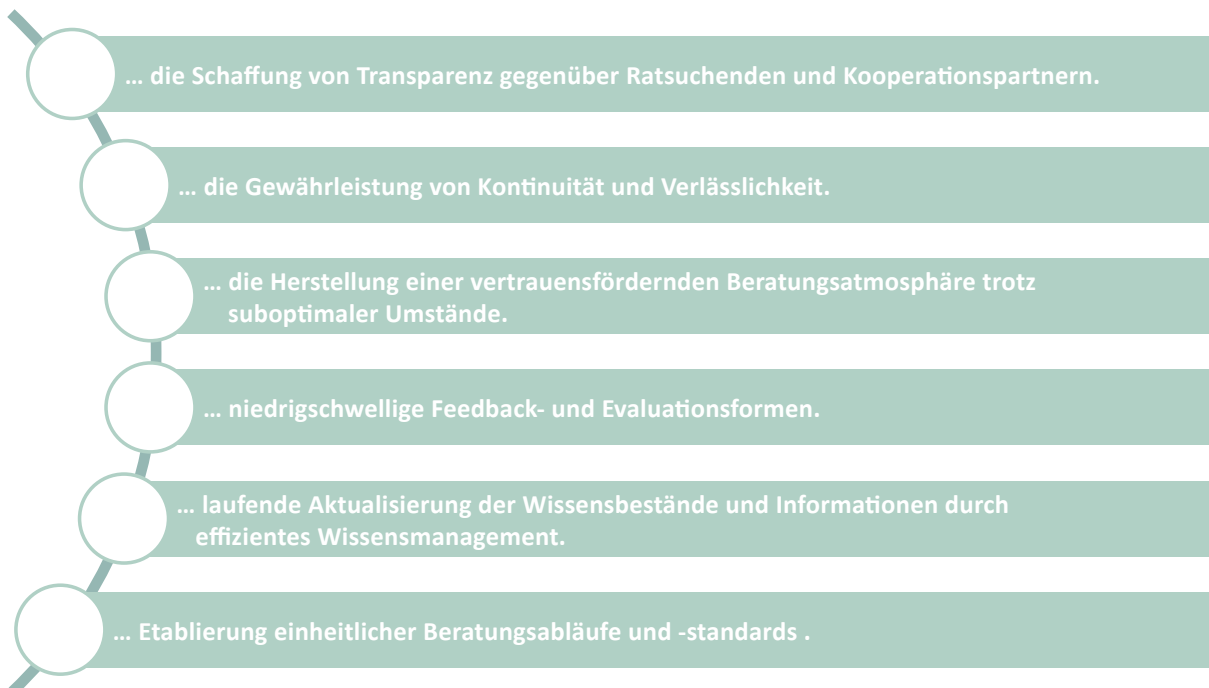 … die Schaffung von Transparenz gegenüber Ratsuchenden und Kooperationspartnern.
… die Gewährleistung von Kontinuität und Verlässlichkeit.
… die Herstellung einer vertrauensfördernden Beratungsatmosphäre trotz
suboptimaler Umstände.
… niedrigschwellige Feedback- und Evaluationsformen.
… laufende Aktualisierung der Wissensbestände und Informationen durch
effizientes Wissensmanagement.
… Etablierung einheitlicher Beratungsabläufe und -standards .